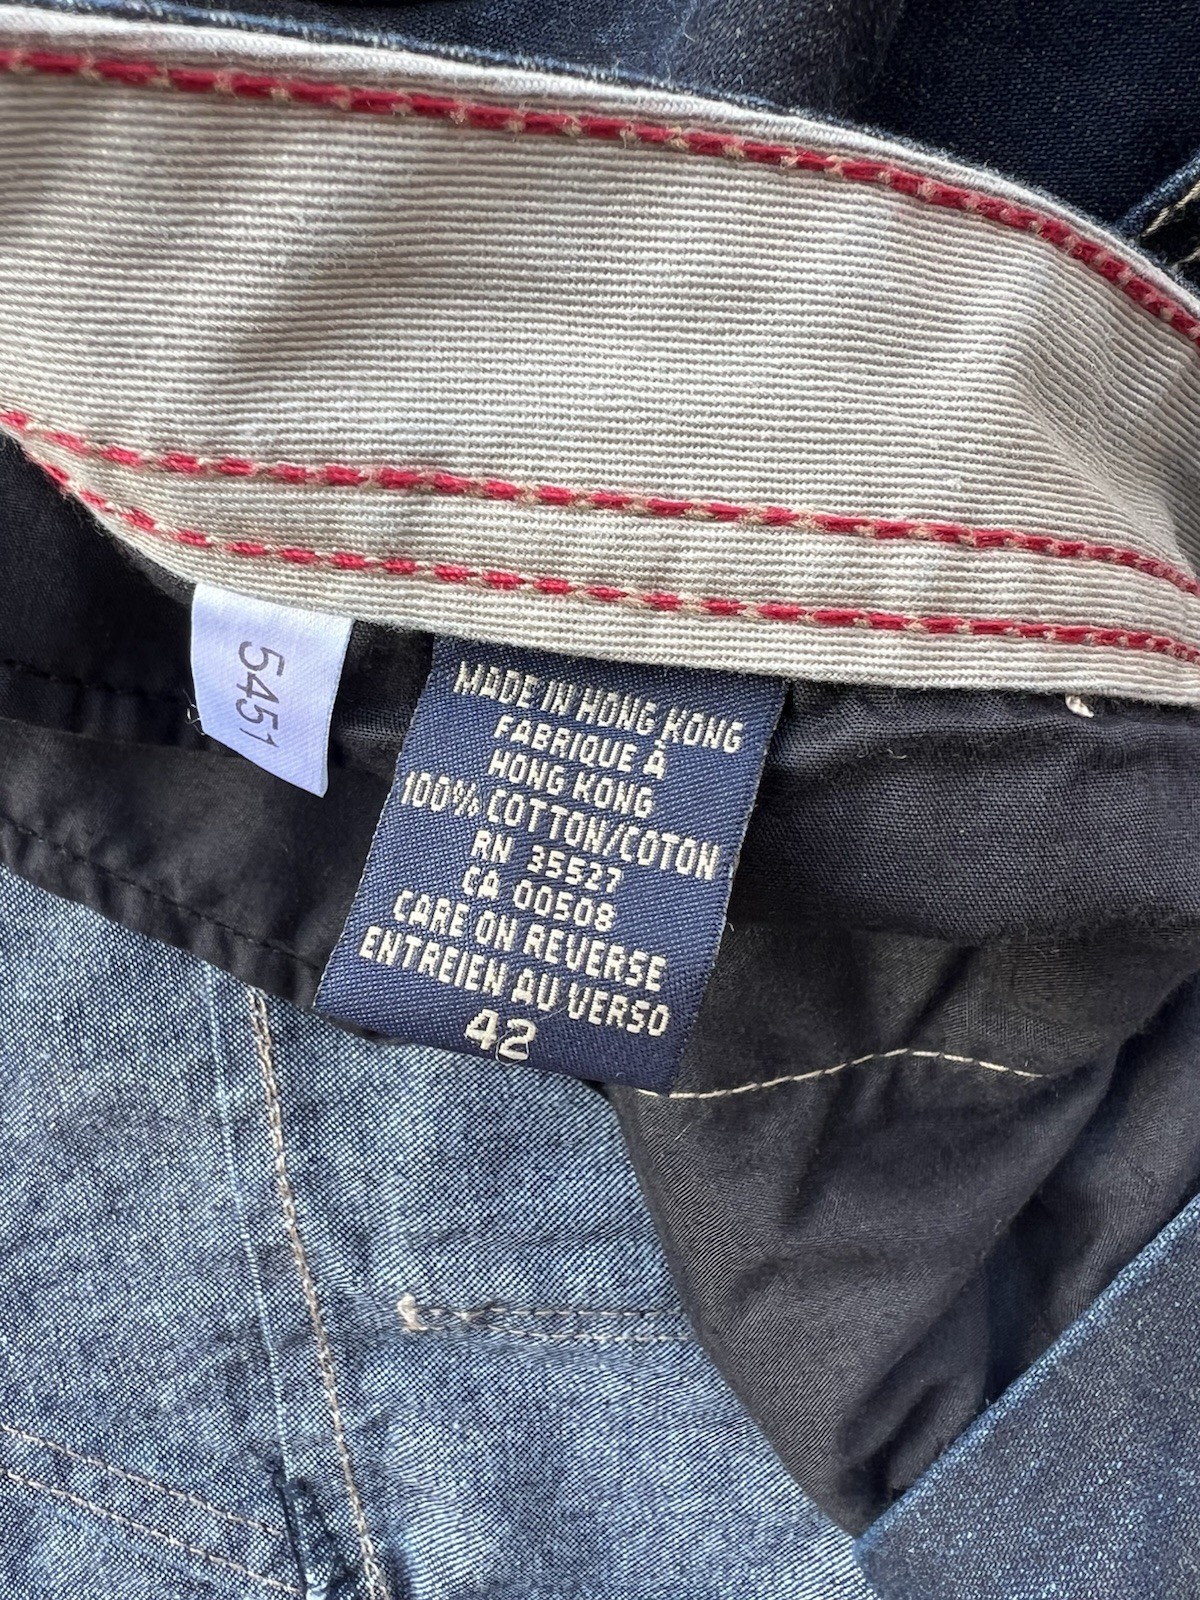 5451
MADE IN HONG KONG
FABRIQUE À
HONG KONG
100% COTTON/COTON
RN 35527
CA 00508
CARE ON REVERSE
ENTREIEN AU VERSO
42